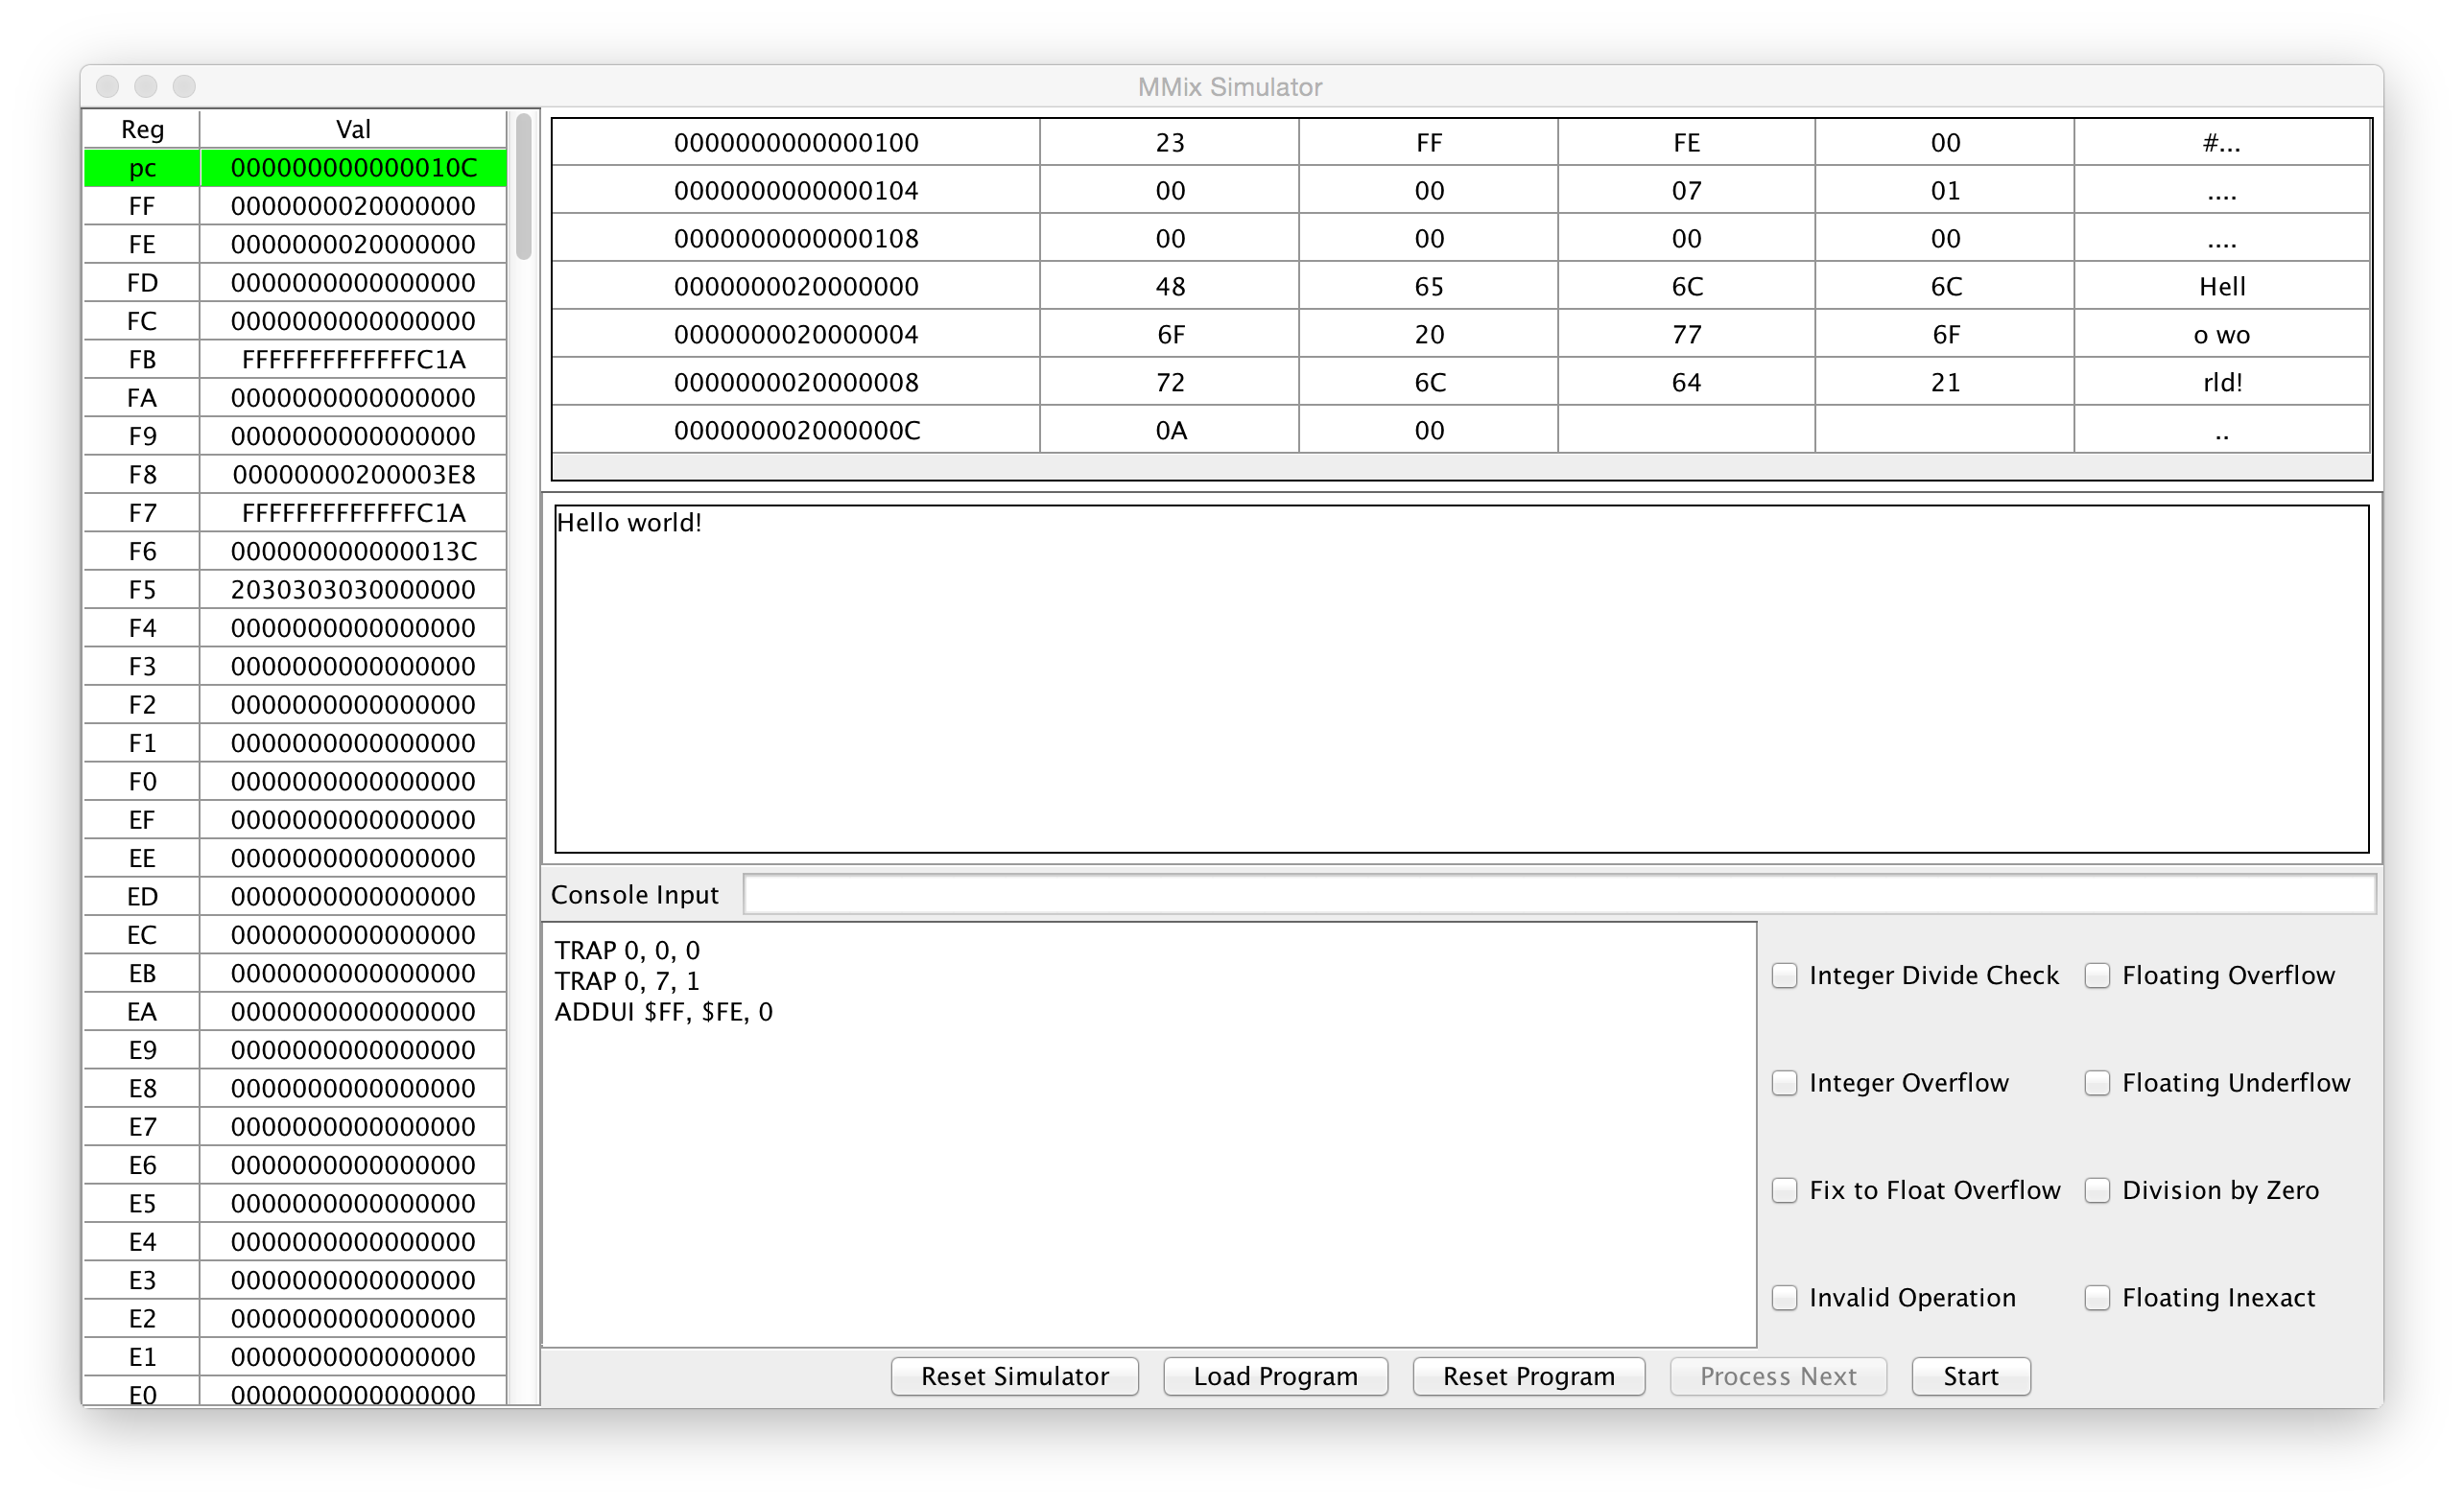 MMix Simulator
Reg Val
pc 000000000000010C
FF 0000000020000000
FE 0000000020000000
FD 0000000000000000
FC 0000000000000000
FB FFFFFFFFFFFFFC1A
FA 0000000000000000
F9 0000000000000000
F8 00000000200003E8
F7 FFFFFFFFFFFFFC1A
F6 000000000000013C
F5 2030303030000000
F4 0000000000000000
F3 0000000000000000
F2 0000000000000000
F1 0000000000000000
F0 0000000000000000
EF 0000000000000000
EE 0000000000000000
ED 0000000000000000
EC 0000000000000000
EB 0000000000000000
EA 0000000000000000
E9 0000000000000000
E8 0000000000000000
E7 0000000000000000
E6 0000000000000000
E5 0000000000000000
E4 0000000000000000
E3 0000000000000000
E2 0000000000000000
E1 0000000000000000
E0 0000000000000000
0000000000000100 23 FF FE 00 #...
0000000000000104 00 00 07 01 ....
0000000000000108 00 00 00 00 ....
0000000020000000 48 65 6C 6C Hell
0000000020000004 6F 20 77 6F o wo
0000000020000008 72 6C 64 21 rld!
000000002000000C 0A 00 ..
Hello world!
Console Input
TRAP 0, 0, 0
TRAP 0, 7, 1
ADDUI $FF, $FE, 0
Integer Divide Check Floating Overflow
Integer Overflow Floating Underflow
Fix to Float Overflow Division by Zero
Invalid Operation Floating Inexact
Reset Simulator Load Program Reset Program Process Next Start